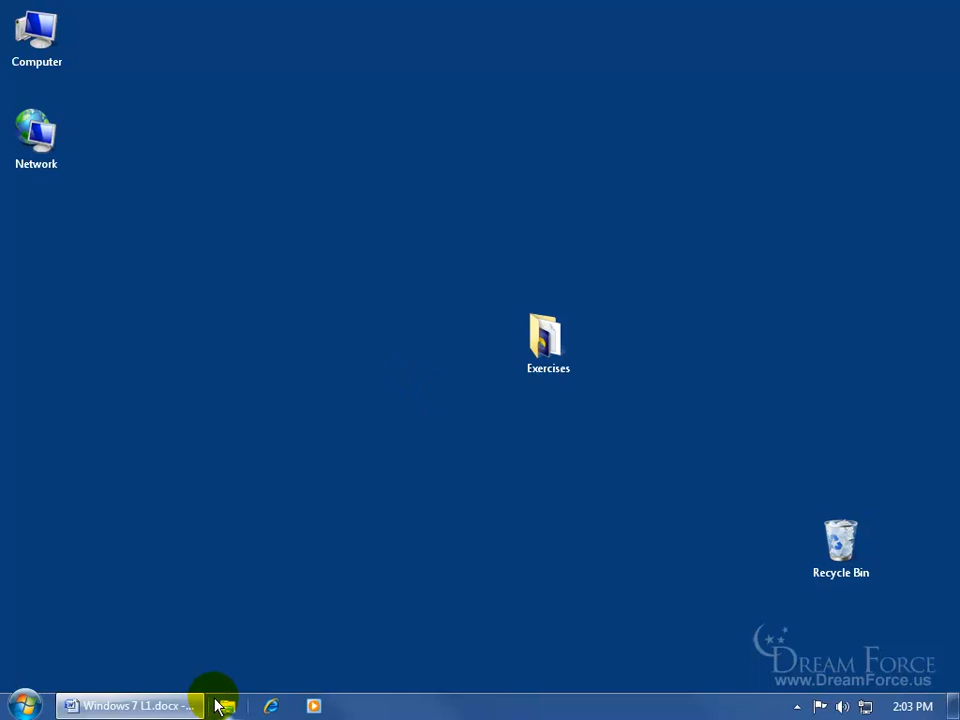 Computer
Network
Exercises
Recycle Bin
DREAM FORCE
www.DreamForce.us
Windows 7 L1.docx -...
2:03 PM